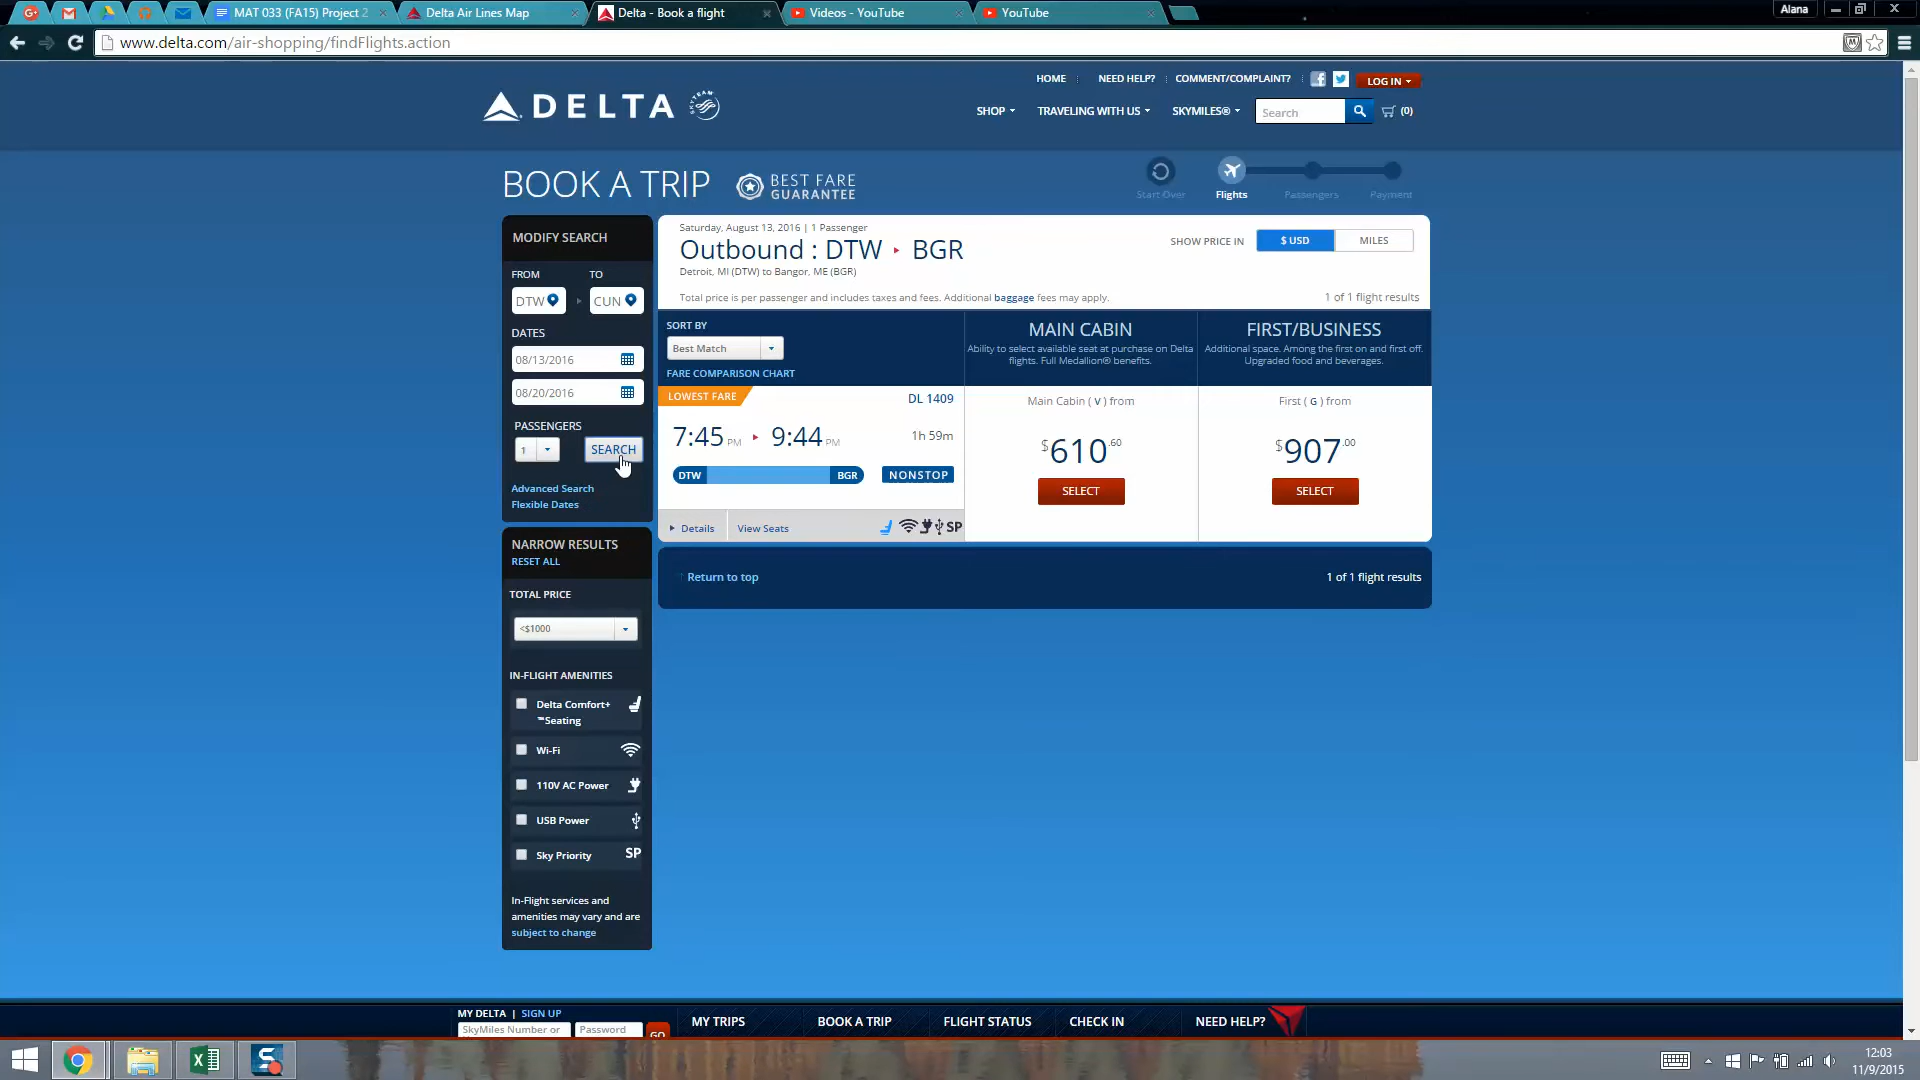 MAT 033 (FA15) Project 2
Delta Air Lines Map
Delta - Book a flight
Videos - YouTube
YouTube
Alana
www.delta.com/air-shopping/findFlights.action
HOME
NEED HELP?
COMMENT/COMPLAINT?
LOG IN
DELTA
SHOP
TRAVELING WITH US
SKYMILES®
Search
(0)
BOOK A TRIP
BEST FARE
GUARANTEE
Start Over
Flights
Passengers
Payment
MODIFY SEARCH
FROM
TO
DTW
CUN
DATES
08/13/2016
08/20/2016
PASSENGERS
1
SEARCH
Advanced Search
Flexible Dates
NARROW RESULTS
RESET ALL
TOTAL PRICE
<$1000
IN-FLIGHT AMENITIES
Delta Comfort+
™Seating
Wi-Fi
110V AC Power
USB Power
Sky Priority
SP
In-Flight services and
amenities may vary and are
subject to change
Saturday, August 13, 2016 | 1 Passenger
Outbound : DTW BGR
Detroit, MI (DTW) to Bangor, ME (BGR)
Total price is per passenger and includes taxes and fees. Additional baggage fees may apply.
SHOW PRICE IN
$ USD
MILES
1 of 1 flight results
SORT BY
Best Match
FARE COMPARISON CHART
MAIN CABIN
Ability to select available seat at purchase on Delta
flights. Full Medallion® benefits.
FIRST/BUSINESS
Additional space. Among the first on and first off.
Upgraded food and beverages.
LOWEST FARE
DL 1409
7:45 PM 9:44 PM
1h 59m
DTW
BGR
NONSTOP
Details
View Seats
SP
Main Cabin ( V ) from
$610.60
SELECT
First ( G ) from
$907.00
SELECT
Return to top
1 of 1 flight results
MY DELTA | SIGN UP
SkyMiles Number or
Password
GO
MY TRIPS
BOOK A TRIP
FLIGHT STATUS
CHECK IN
NEED HELP?
12:03
11/9/2015